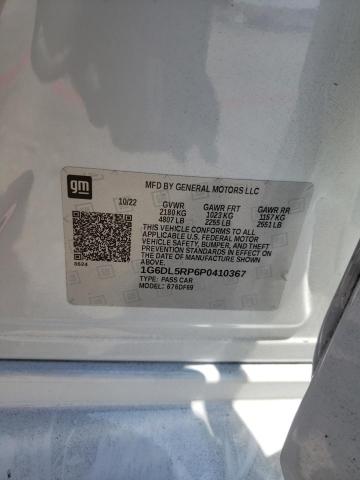 gm
MFD BY GENERAL MOTORS LLC
10/22 GVWR GAWR FRT GAWR RR
2180 KG 1023 KG 1157 KG
4807 LB 2255 LB 2551 LB
THIS VEHICLE CONFORMS TO ALL
APPLICABLE U.S. FEDERAL MOTOR
VEHICLE SAFETY, BUMPER, AND THEFT
PREVENTION STANDARDS IN EFFECT ON
THE DATE OF MANUFACTURE SHOWN
ABOVE.
1G6DL5RP6P0410367
TYPE: PASS CAR
MODEL: 676DF69
8624